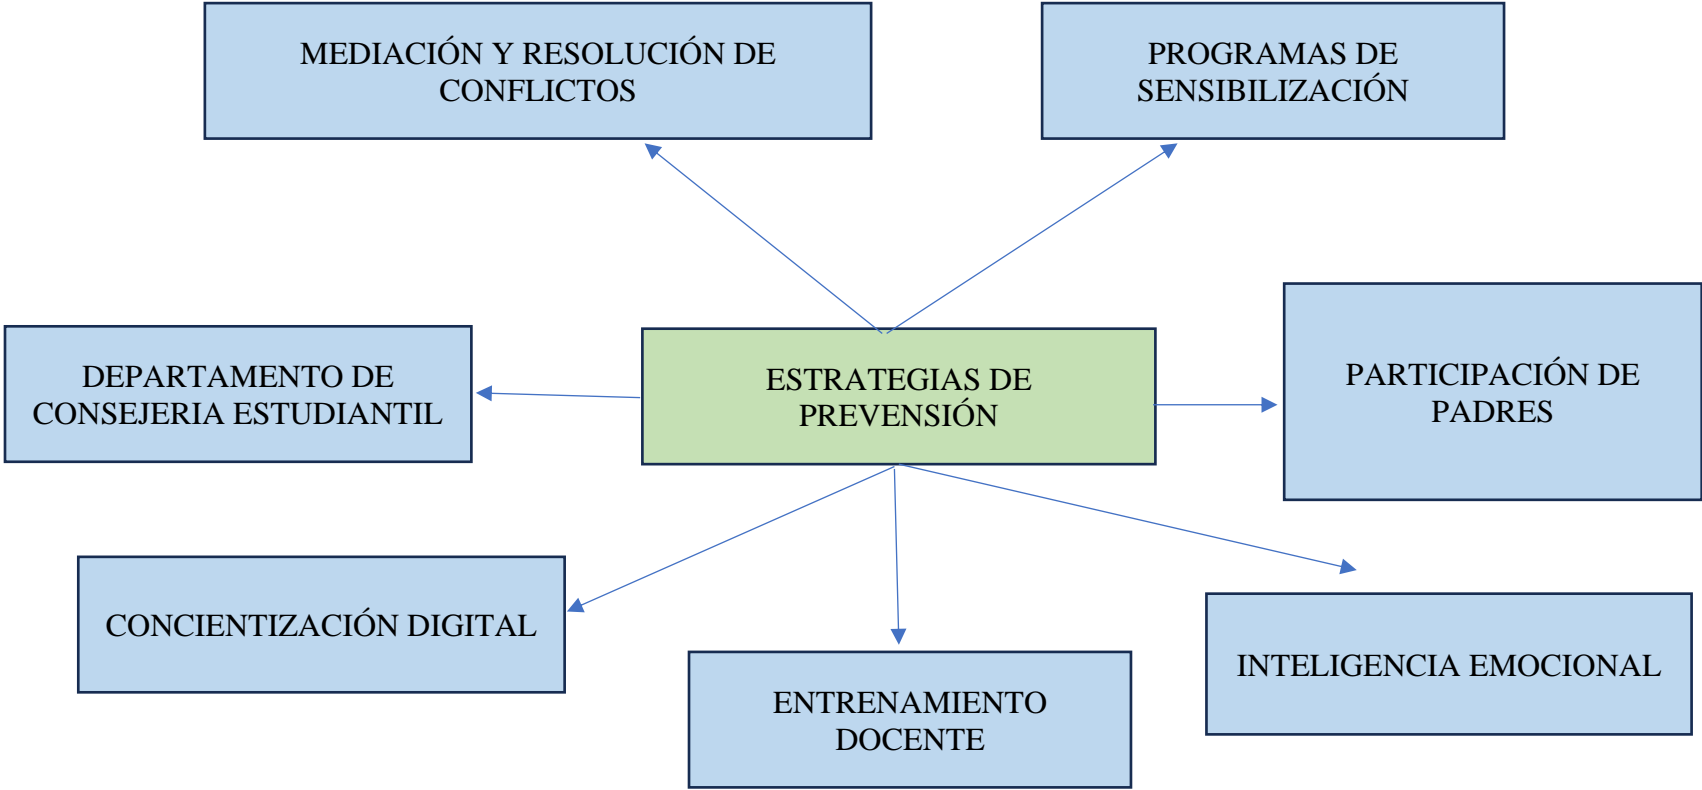 MEDIACIÓN Y RESOLUCIÓN DE
CONFLICTOS
PROGRAMAS DE
SENSIBILIZACIÓN
DEPARTAMENTO DE
CONSEJERIA ESTUDIANTIL
ESTRATEGIAS DE
PREVENSIÓN
PARTICIPACIÓN DE
PADRES
CONCIENTIZACIÓN DIGITAL
ENTRENAMIENTO
DOCENTE
INTELIGENCIA EMOCIONAL